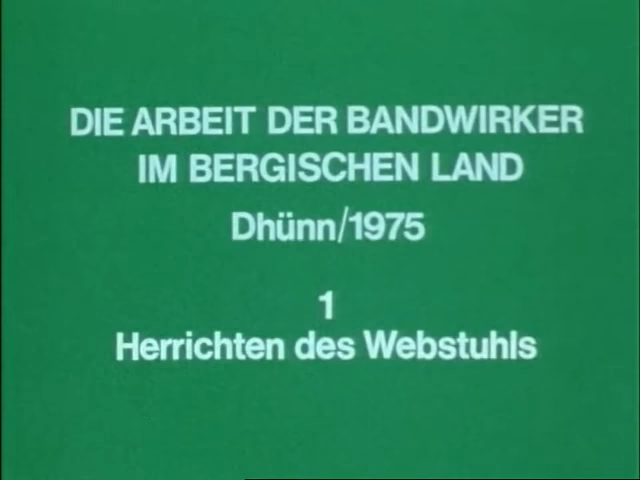 DIE ARBEIT DER BANDWIRKER
IM BERGISCHEN LAND
Dhünn/1975
1
Herrichten des Webstuhls